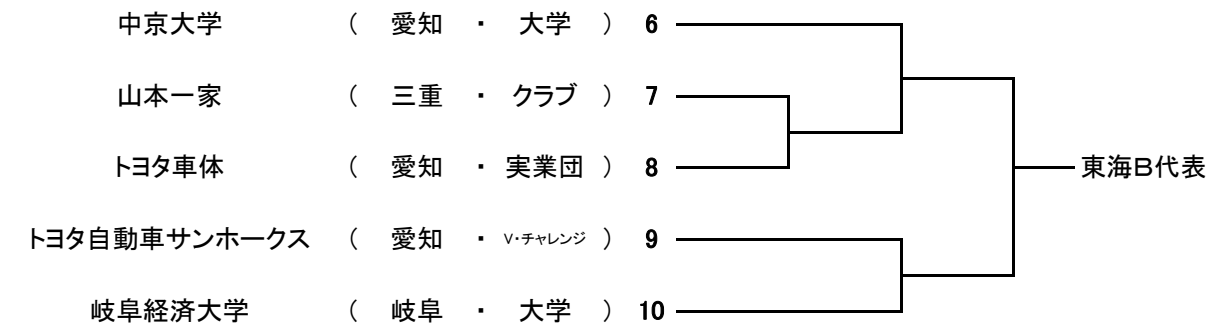 中京大学 （ 愛知 ・ 大学 ） 6
山本一家 （ 三重 ・ クラブ ） 7
トヨタ車体 （ 愛知 ・ 実業団 ） 8
東海B代表
トヨタ自動車サンホークス （ 愛知 ・ V・チャレンジ ） 9
岐阜経済大学 （ 岐阜 ・ 大学 ） 10